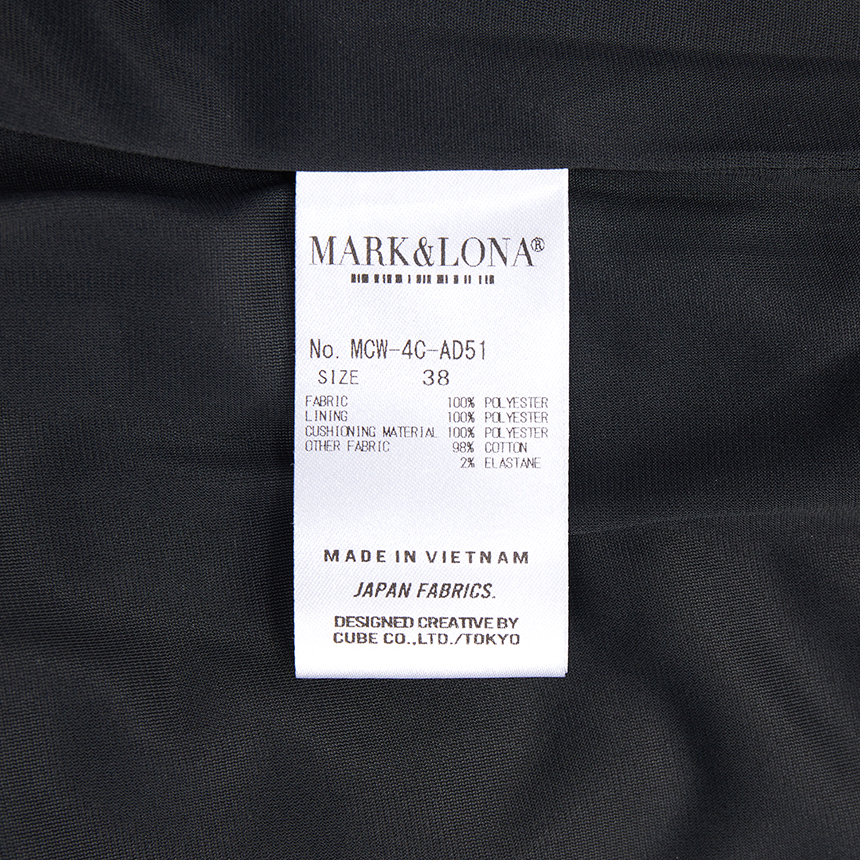 MARK&LONA®
No. MCW-4C-AD51
SIZE 38
FABRIC 100% POLYESTER
LINING 100% POLYESTER
CUSHIONING MATERIAL 100% POLYESTER
OTHER FABRIC 98% COTTON
2% ELASTANE
MADE IN VIETNAM
JAPAN FABRICS.
DESIGNED CREATIVE BY
CUBE CO.,LTD./TOKYO